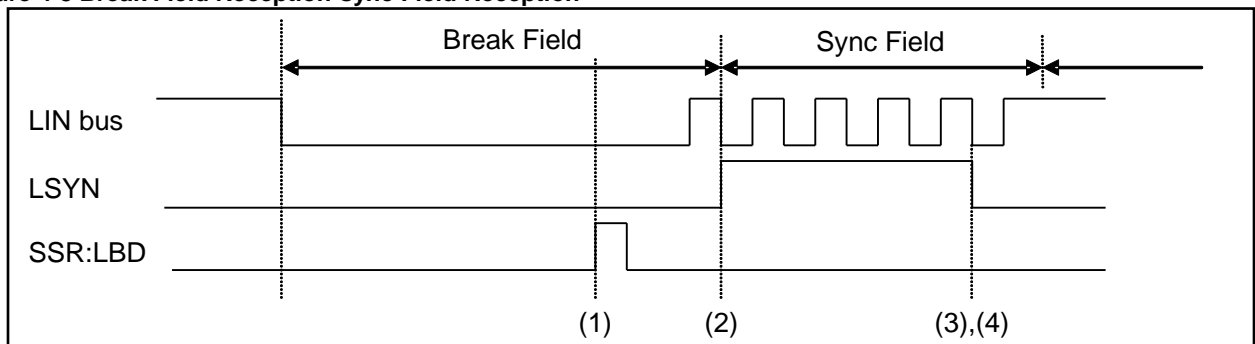 Break Field Sync Field
LIN bus
LSYN
SSR:LBD
(1) (2) (3),(4)